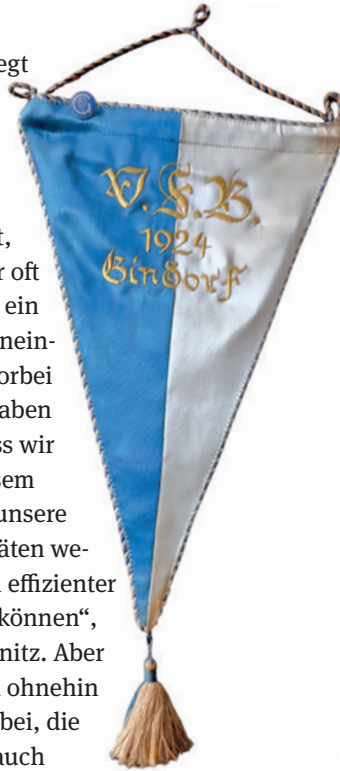 egt
V.F.B.
1924
Gindorf
t,
r oft
ein
nein-
orbei
aben
ss wir
sem
unsere
äten we-
n effizienter
können“,
nitz. Aber
n ohnehin
bei, die
auch